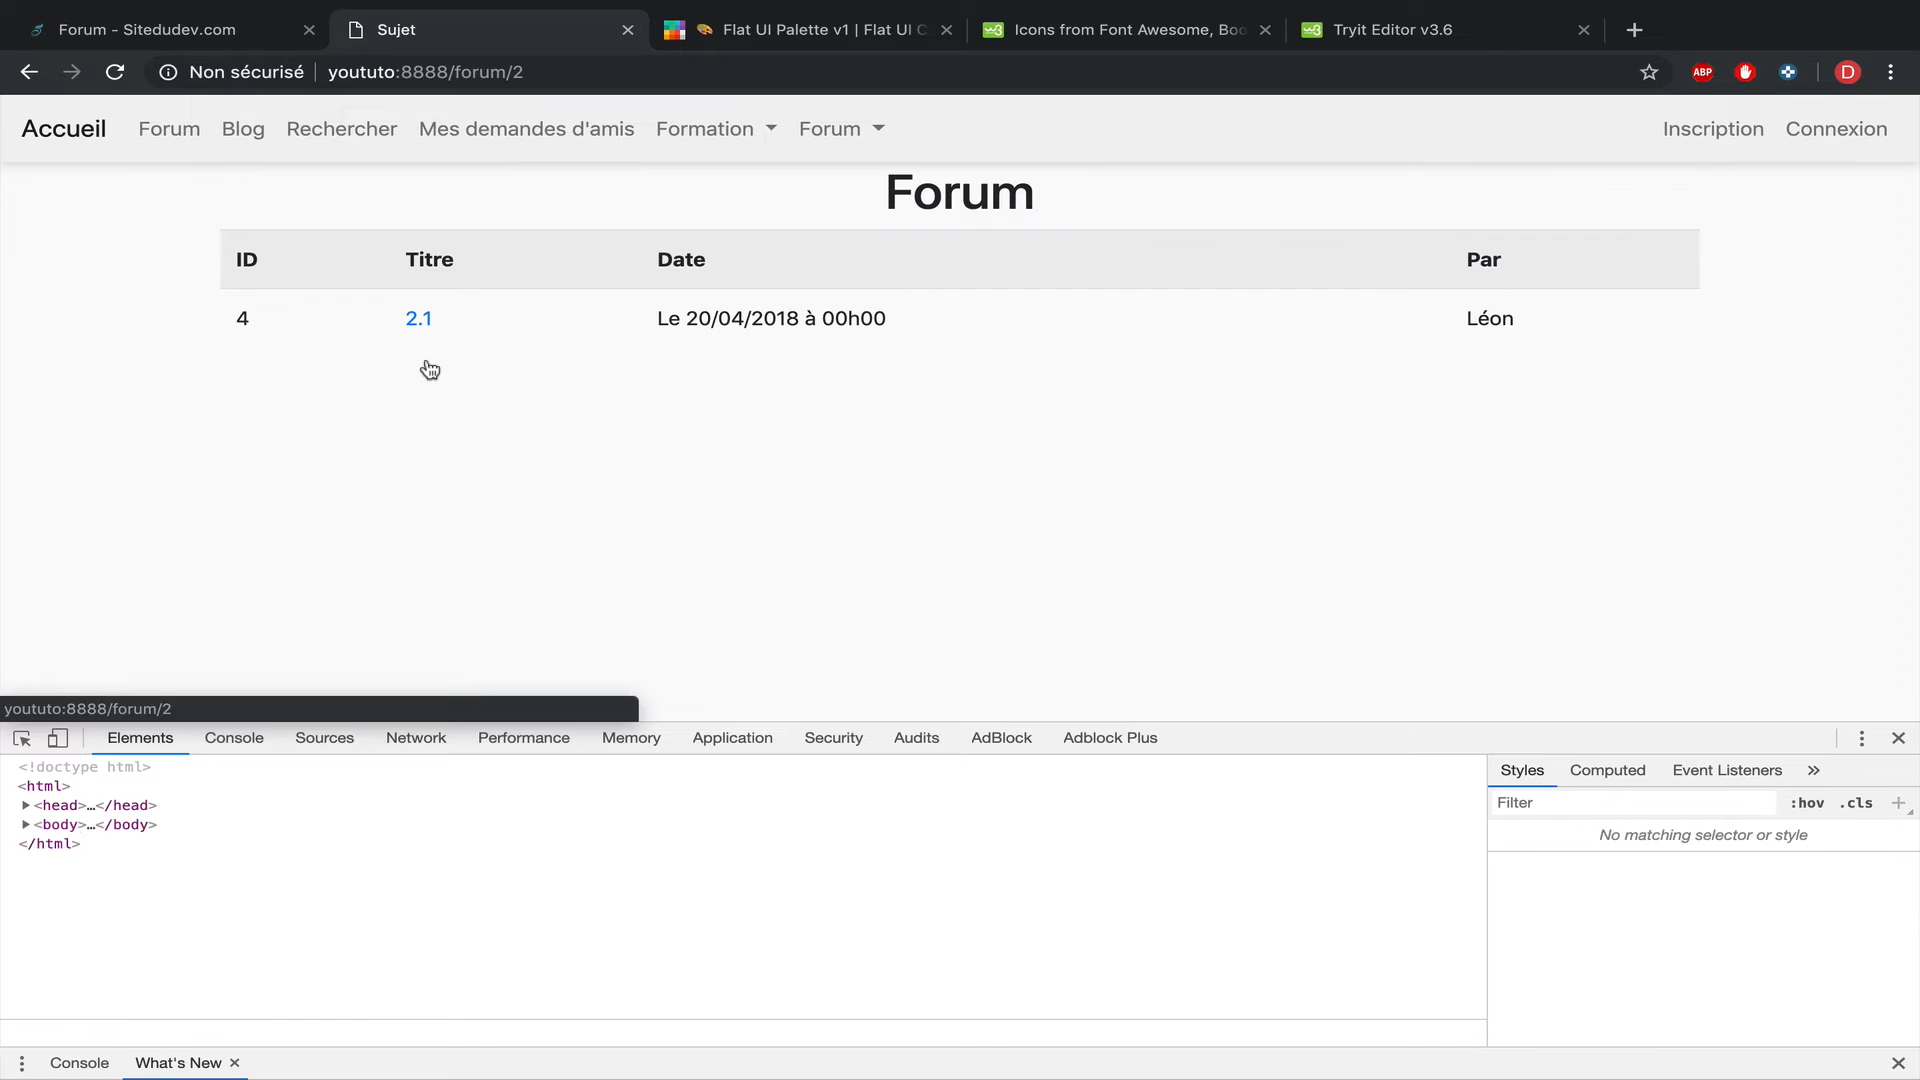 Forum - Sitedudev.com
Sujet
Flat UI Palette v1 | Flat UI C
Icons from Font Awesome, Boo
Tryit Editor v3.6
Non sécurisé
yoututo:8888/forum/2
ABP
D
Accueil
Forum
Blog
Rechercher
Mes demandes d'amis
Formation
Forum
Inscription
Connexion
Forum
ID Titre Date Par
4 2.1 Le 20/04/2018 à 00h00 Léon
yoututo:8888/forum/2
Elements Console Sources Network Performance Memory Application Security Audits AdBlock Adblock Plus
<!doctype html>
<html>
<head>…</head>
<body>…</body>
</html>
Styles Computed Event Listeners »
Filter :hov .cls +
No matching selector or style
Console What's New